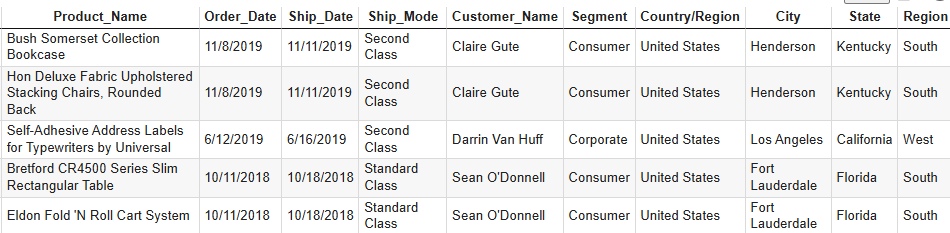 Product_Name Order_Date Ship_Date Ship_Mode Customer_Name Segment Country/Region City State Region
Bush Somerset Collection Bookcase 11/8/2019 11/11/2019 Second Class Claire Gute Consumer United States Henderson Kentucky South
Hon Deluxe Fabric Upholstered Stacking Chairs, Rounded Back 11/8/2019 11/11/2019 Second Class Claire Gute Consumer United States Henderson Kentucky South
Self-Adhesive Address Labels for Typewriters by Universal 6/12/2019 6/16/2019 Second Class Darrin Van Huff Corporate United States Los Angeles California West
Bretford CR4500 Series Slim Rectangular Table 10/11/2018 10/18/2018 Standard Class Sean O'Donnell Consumer United States Fort Lauderdale Florida South
Eldon Fold 'N Roll Cart System 10/11/2018 10/18/2018 Standard Class Sean O'Donnell Consumer United States Fort Lauderdale Florida South